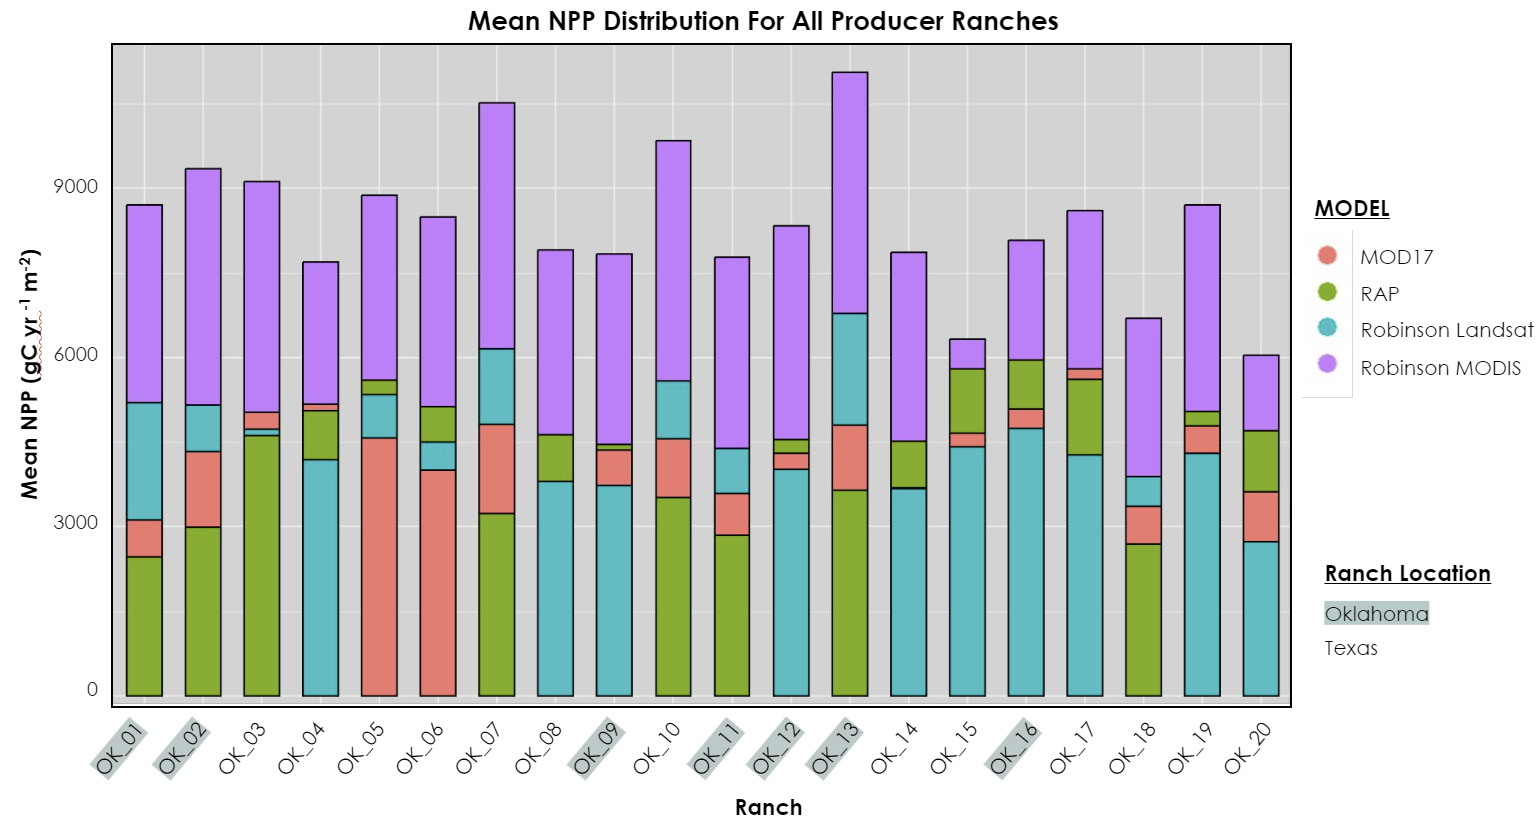 Mean NPP Distribution For All Producer Ranches
Mean NPP (gC yr -1 m-2)
9000
6000
3000
0
OK_01
OK_02
OK_03
OK_04
OK_05
OK_06
OK_07
OK_08
OK_09
OK_10
OK_11
OK_12
OK_13
OK_14
OK_15
OK_16
OK_17
OK_18
OK_19
OK_20
Ranch
MODEL
MOD17
RAP
Robinson Landsat
Robinson MODIS
Ranch Location
Oklahoma
Texas